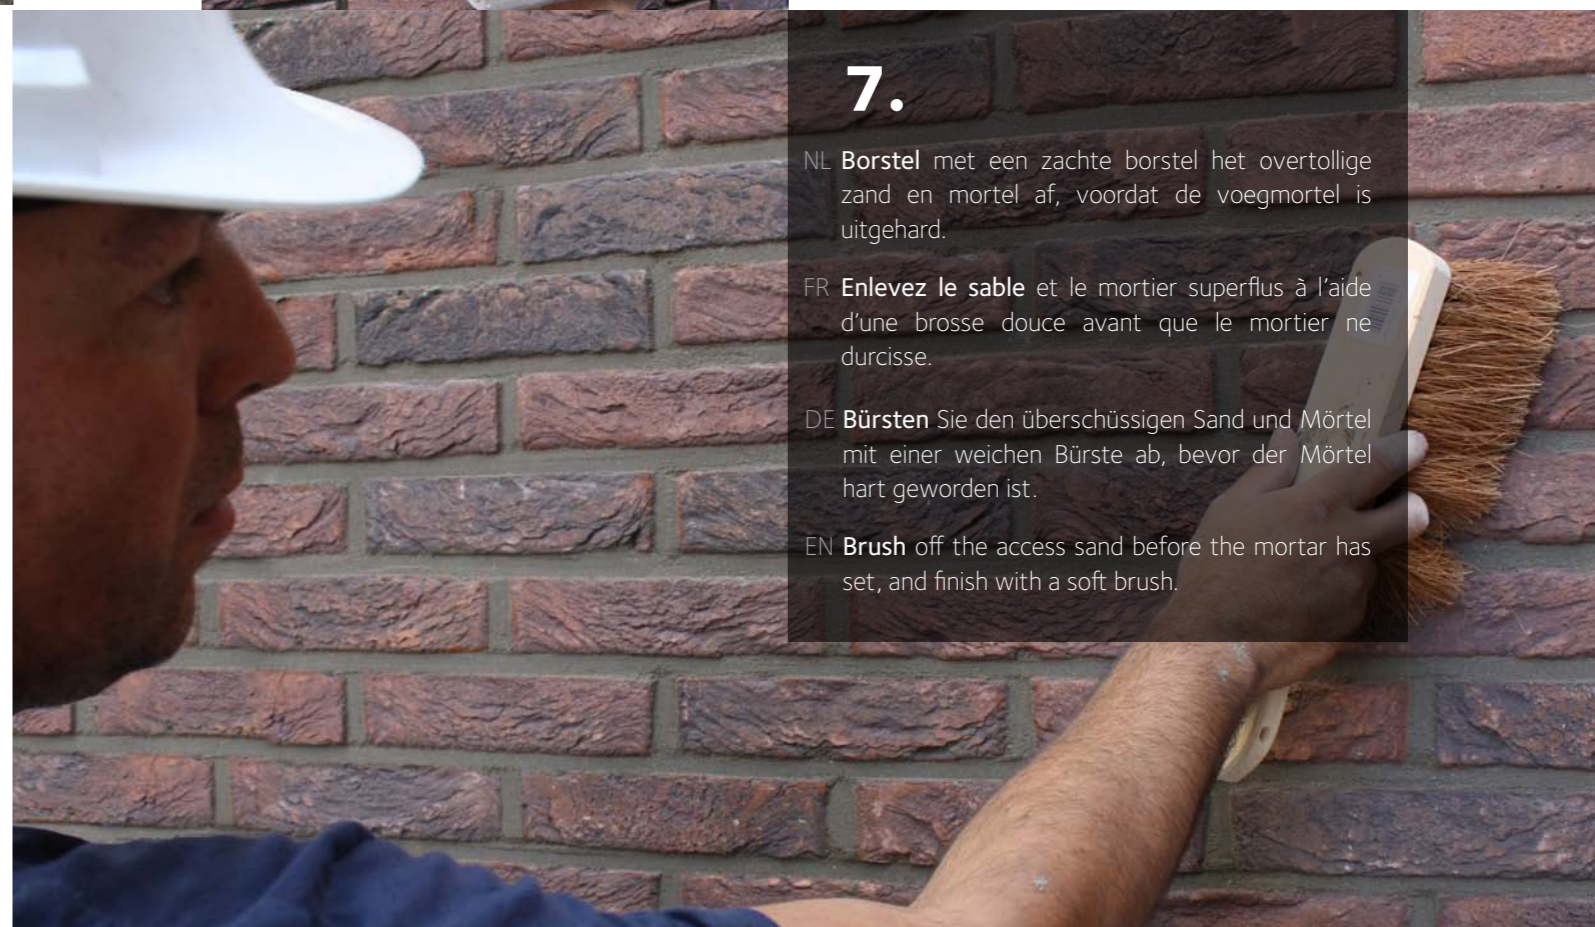 7.
NL Borstel met een zachte borstel het overtollige
zand en mortel af, voordat de voegmortel is
uitgehard.
FR Enlevez le sable et le mortier superflus à l'aide
d'une brosse douce avant que le mortier ne
durcisse.
DE Bürsten Sie den überschüssigen Sand und Mörtel
mit einer weichen Bürste ab, bevor der Mörtel
hart geworden ist.
EN Brush off the access sand before the mortar has
set, and finish with a soft brush.